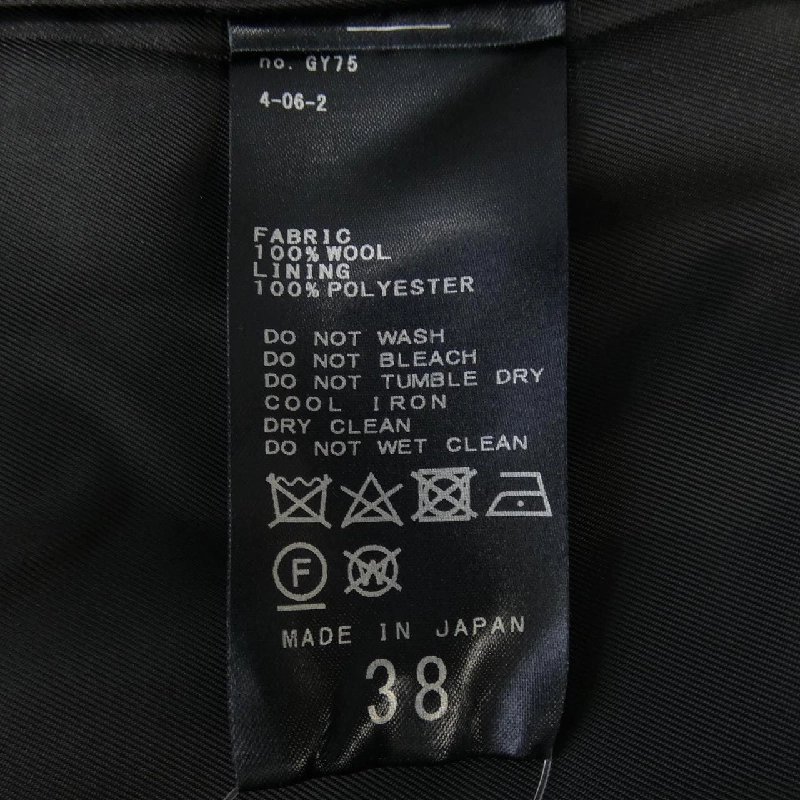 no. GY75
4-06-2
FABRIC
100% WOOL
LINING
100% POLYESTER
DO NOT WASH
DO NOT BLEACH
DO NOT TUMBLE DRY
COOL IRON
DRY CLEAN
DO NOT WET CLEAN
F W
MADE IN JAPAN
38